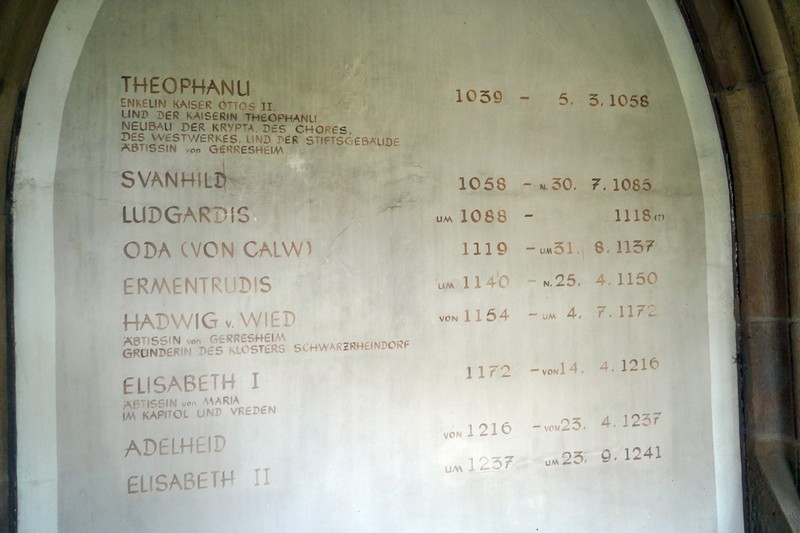 THEOPHANU 1039 - 5. 3. 1058
ENKELIN KAISER OTTOS II.
UND DER KAISERIN THEOPHANU
NEUBAU DER KRYPTA, DES CHORES,
DES WESTWERKES, UND DER STIFTSGEBÄUDE
ÄBTISSIN von GERRESHEIM
SVANHILD 1058 - N. 30. 7. 1085
LUDGARDIS. UM 1088 - 1118 (?)
ODA (VON CALW) 1119 - UM 31. 8. 1137
ERMENTRUDIS UM 1140 - N. 25. 4. 1150
HADWIG v. WIED VON 1154 - UM 4. 7. 1172
ÄBTISSIN von GERRESHEIM
GRÜNDERIN DES KLOSTERS SCHWARZRHEINDORF
ELISABETH I 1172 - VON 14. 4. 1216
ÄBTISSIN von MARIA
IM KAPITOL UND VREDEN
ADELHEID VON 1216 - VON 23. 4. 1237
ELISABETH II UM 1237 UM 23. 9. 1241